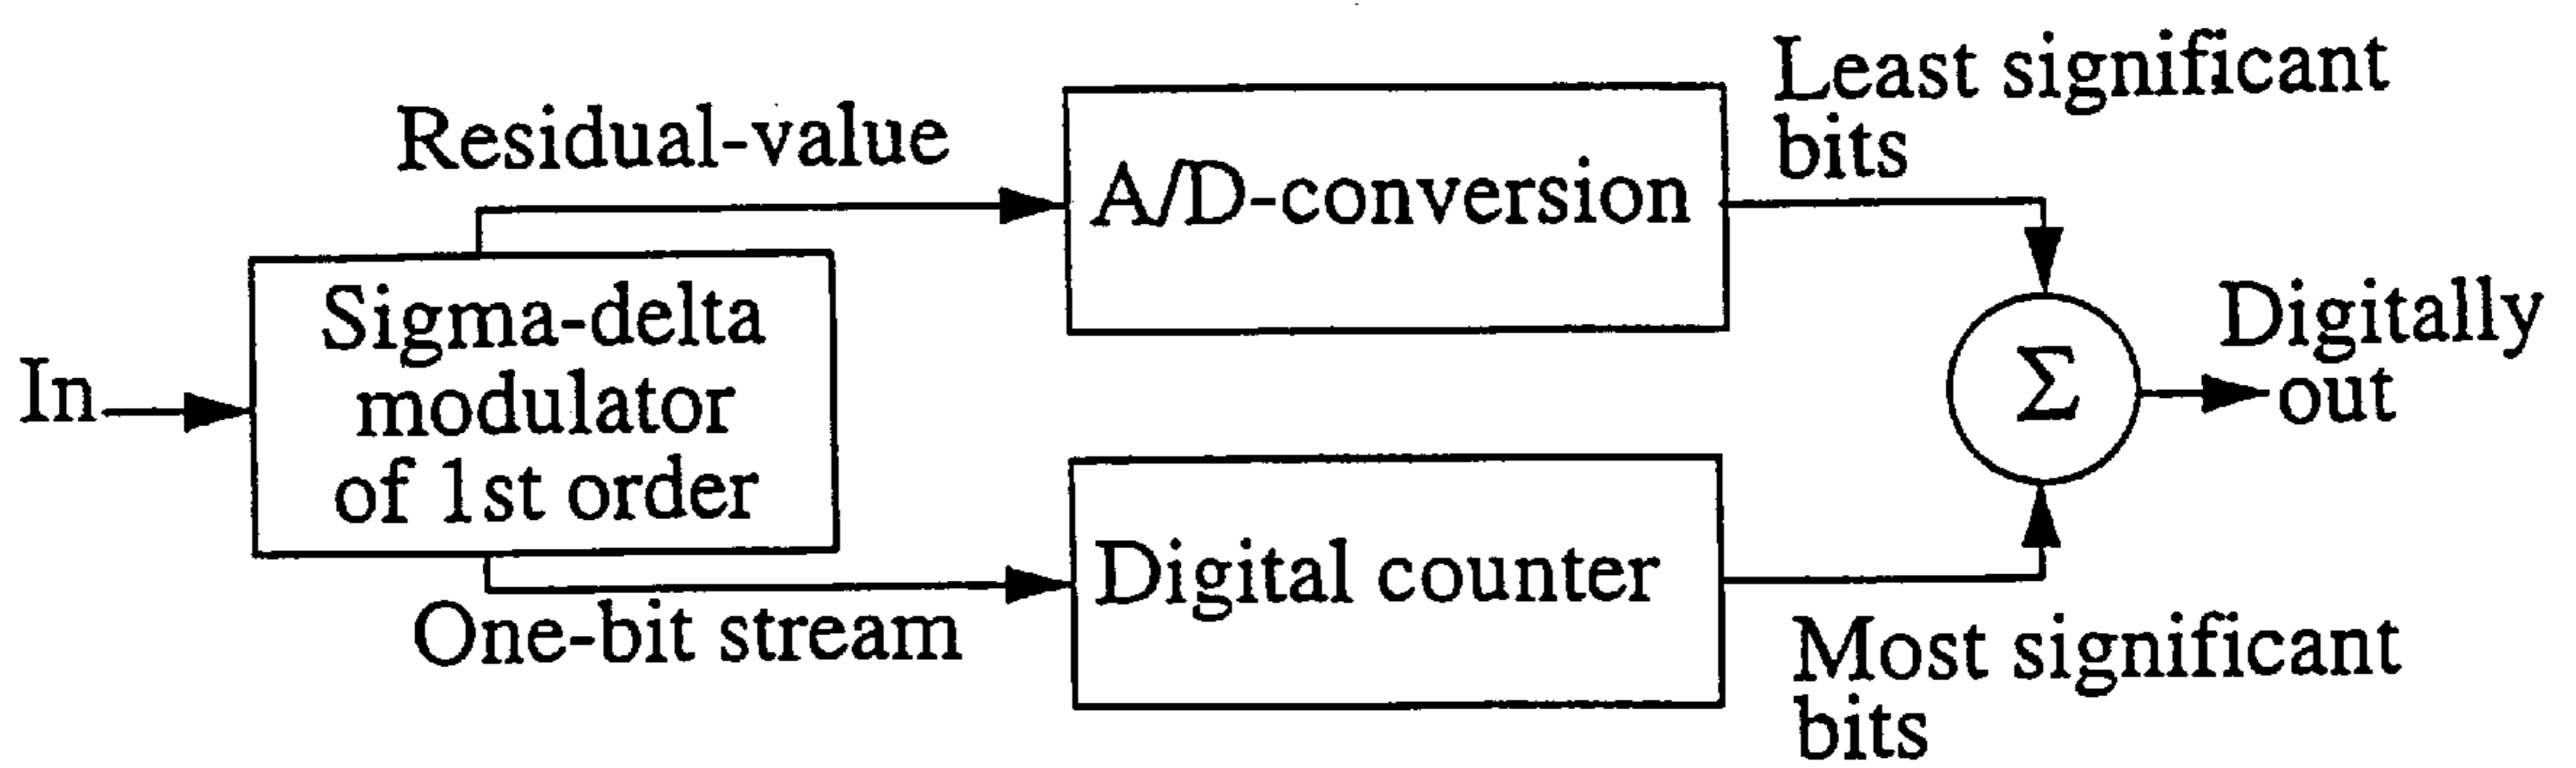 Least significant
bits
Residual-value
A/D-conversion
Sigma-delta
modulator
of 1st order
In
Σ
Digitally
out
Digital counter
One-bit stream
Most significant
bits